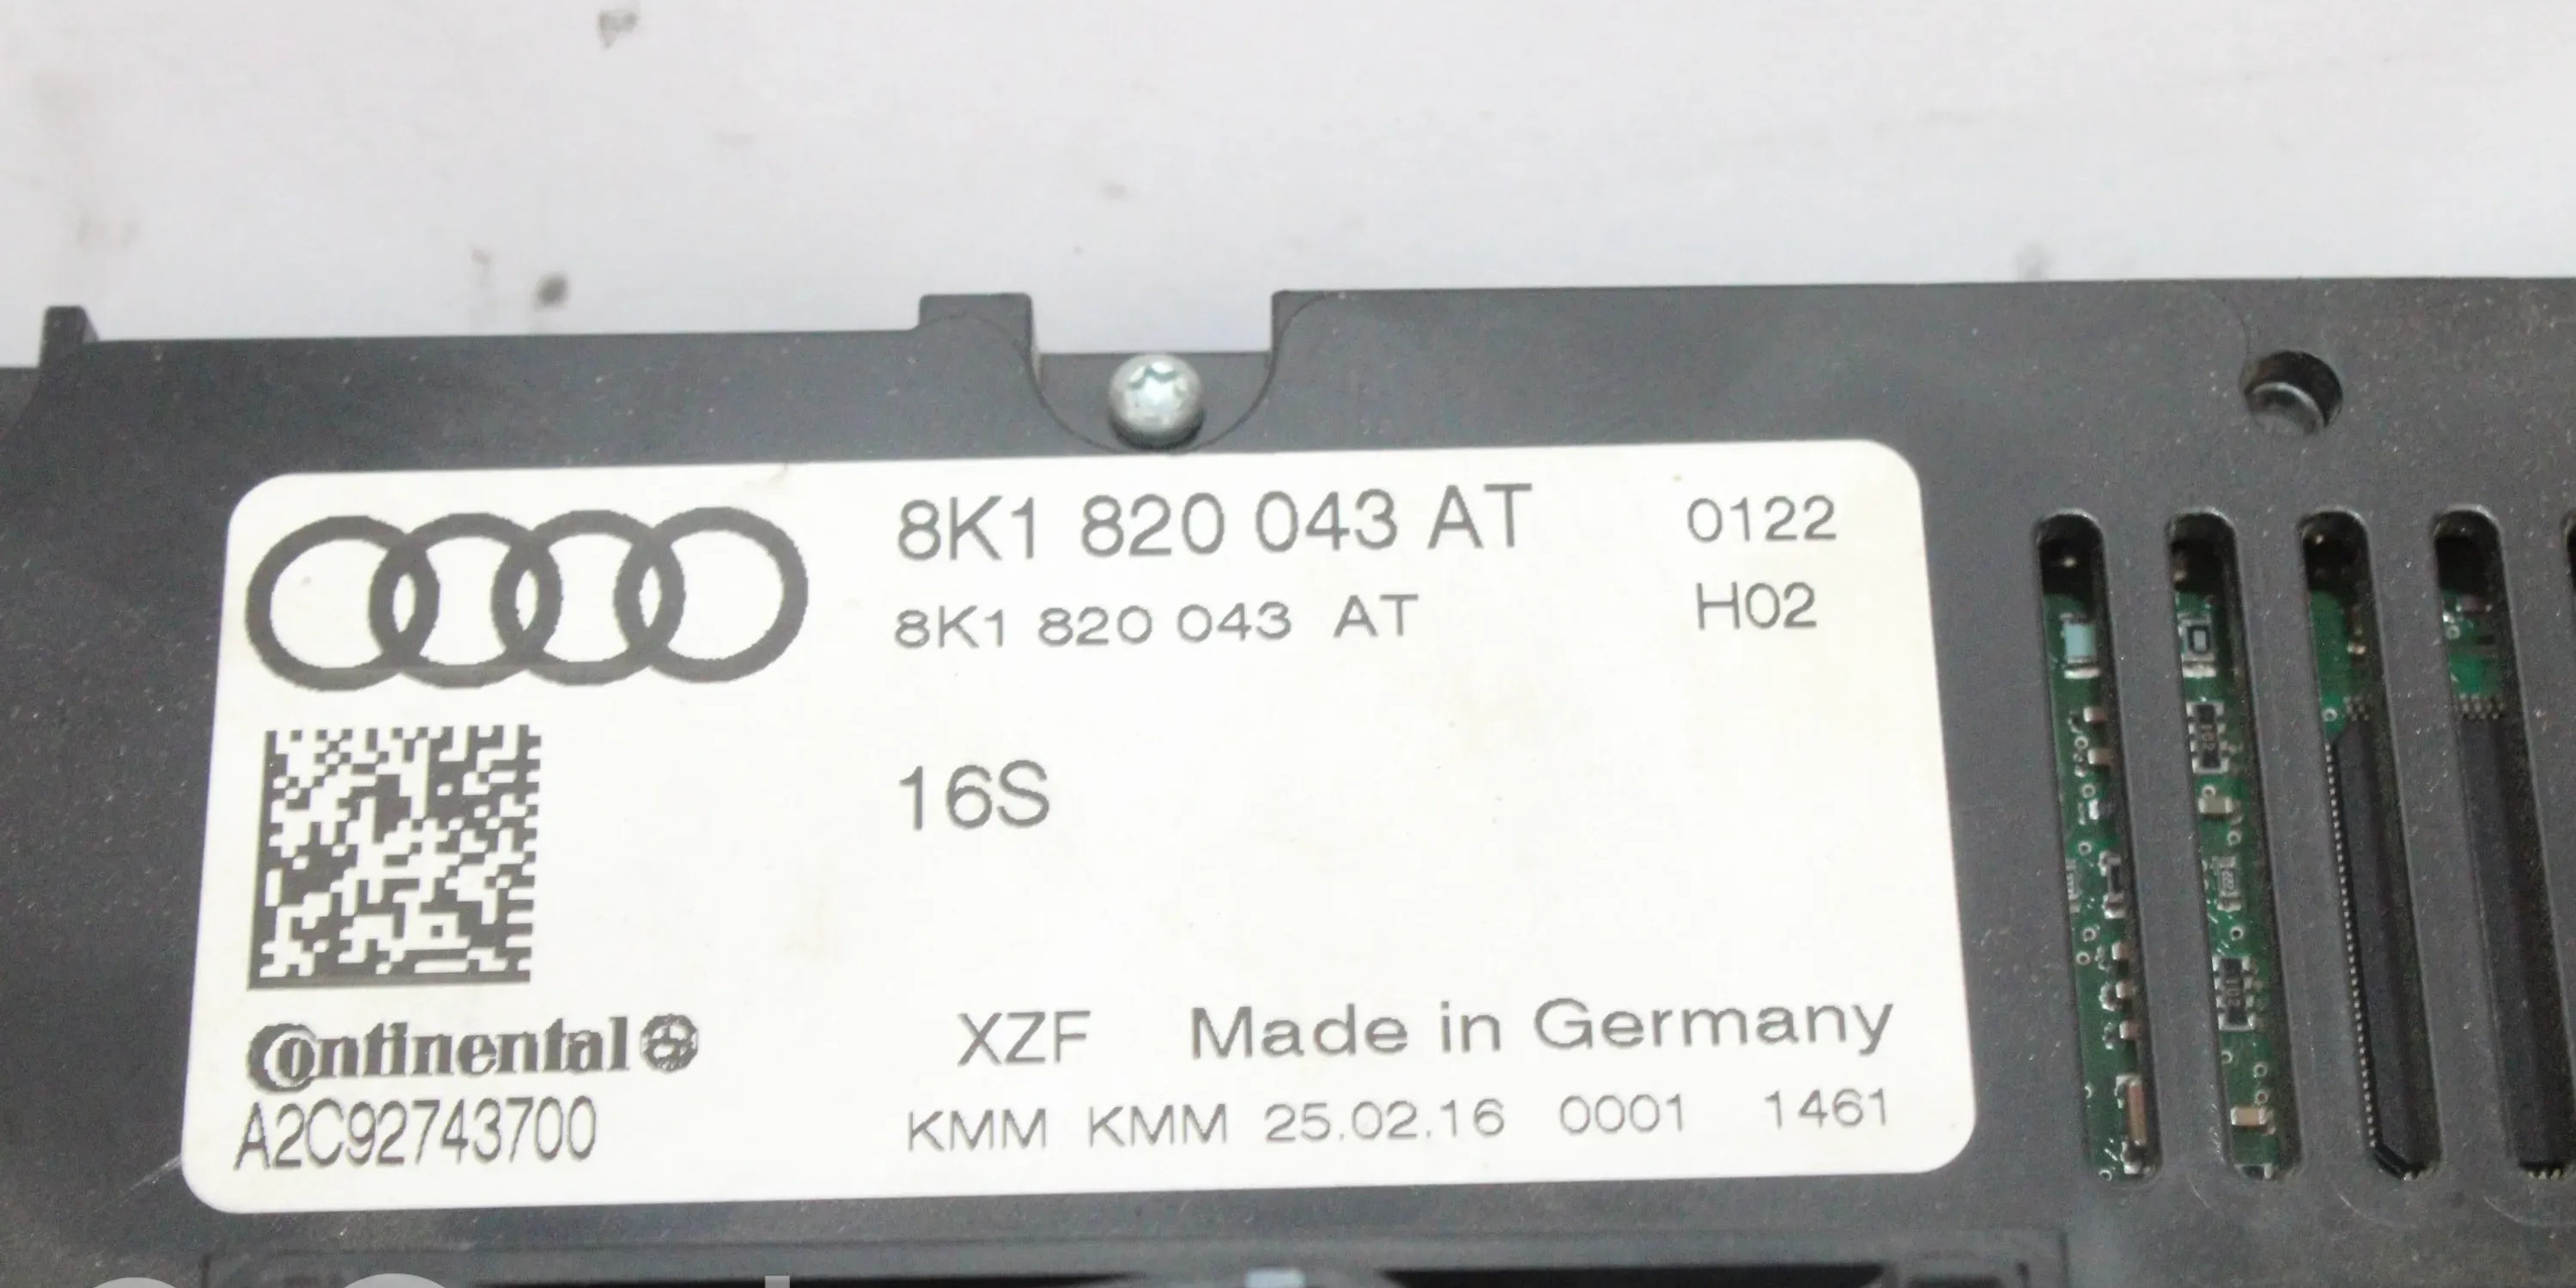 8K1 820 043 AT 0122
8K1 820 043 AT H02
16S
Continental
XZF Made in Germany
A2C92743700
KMM KMM 25.02.16 0001 1461